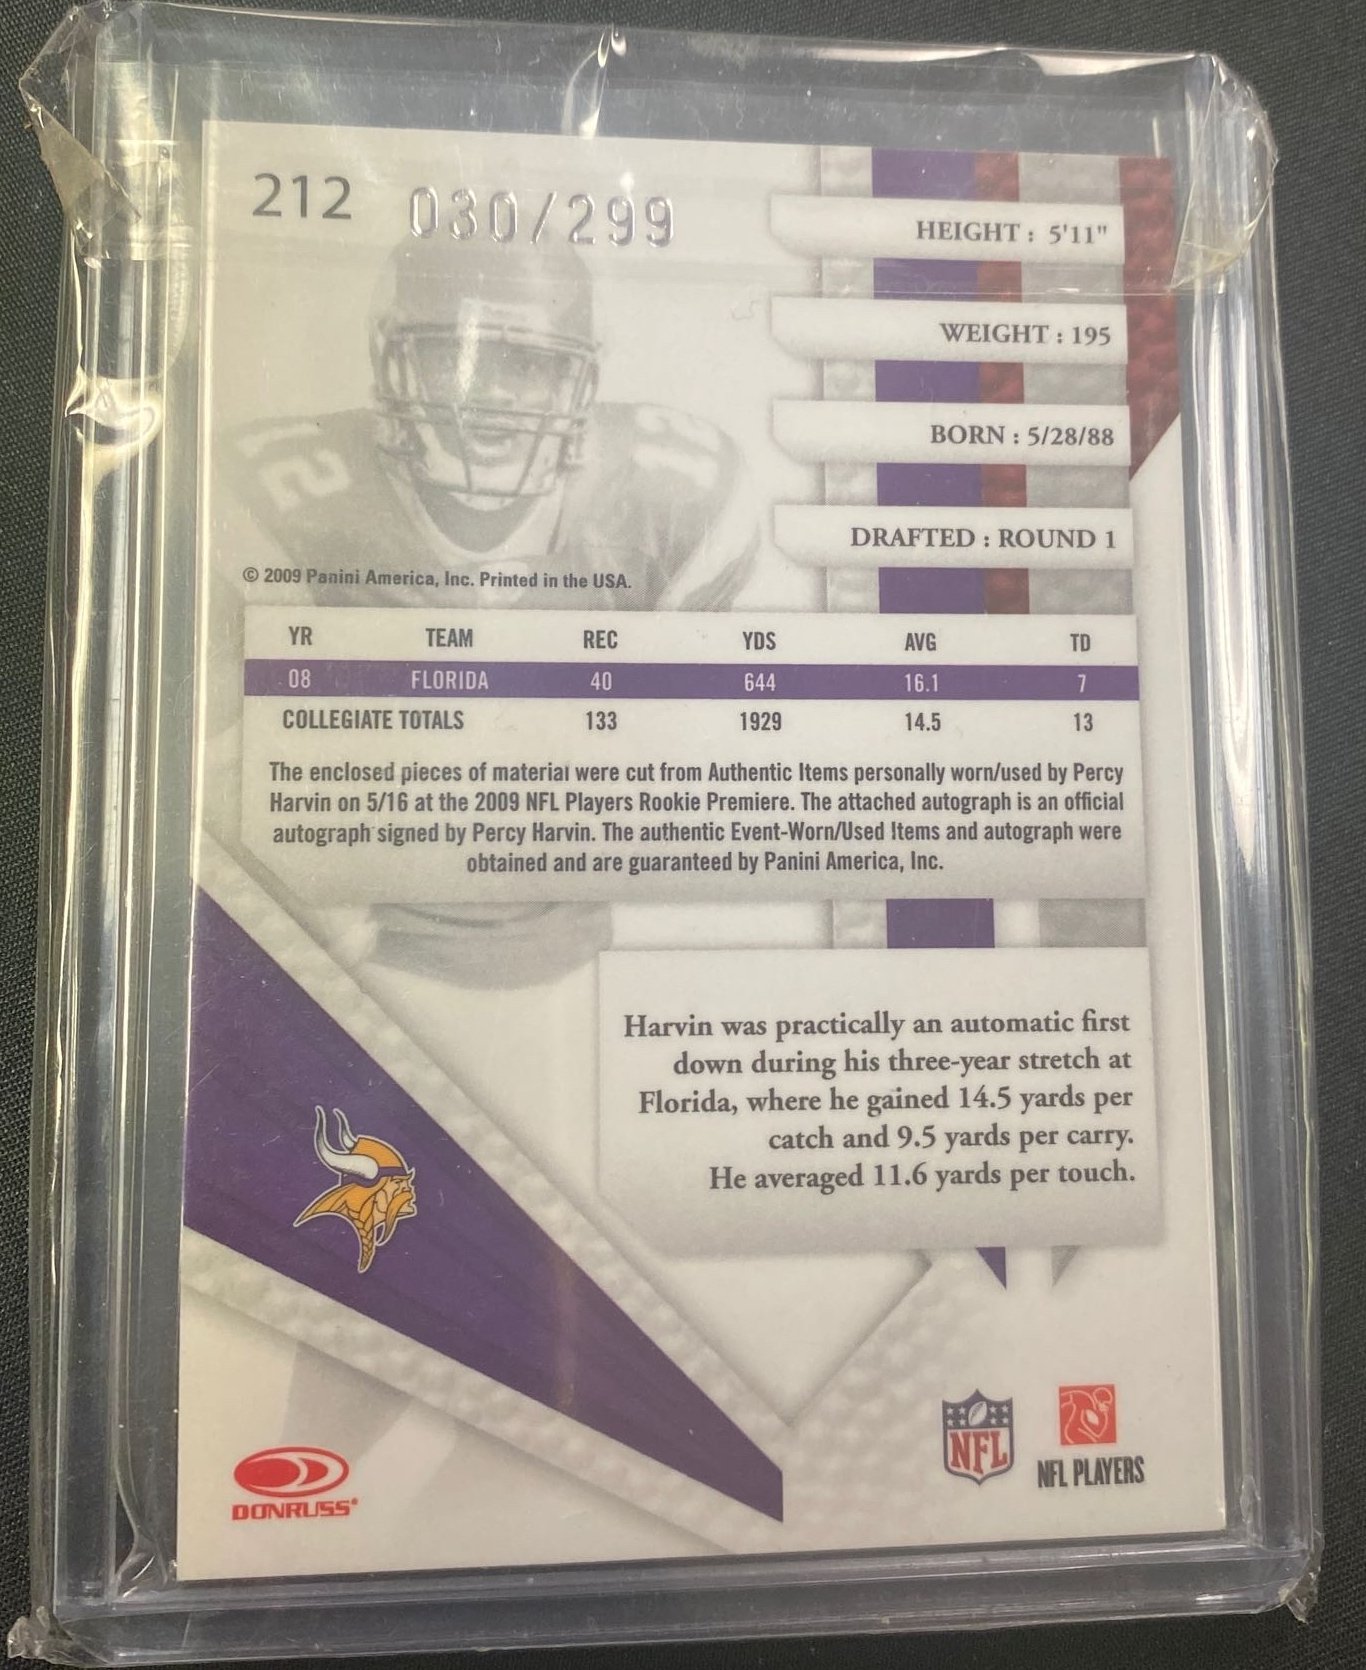 212 030/299
HEIGHT : 5'11"
WEIGHT : 195
BORN : 5/28/88
DRAFTED : ROUND 1
12 12
© 2009 Panini America, Inc. Printed in the USA.
YR TEAM REC YDS AVG TD
08 FLORIDA 40 644 16.1 7
COLLEGIATE TOTALS 133 1929 14.5 13
The enclosed pieces of material were cut from Authentic Items personally worn/used by Percy
Harvin on 5/16 at the 2009 NFL Players Rookie Premiere. The attached autograph is an official
autograph signed by Percy Harvin. The authentic Event-Worn/Used Items and autograph were
obtained and are guaranteed by Panini America, Inc.
Harvin was practically an automatic first
down during his three-year stretch at
Florida, where he gained 14.5 yards per
catch and 9.5 yards per carry.
He averaged 11.6 yards per touch.
DONRUSS®
NFL
NFL PLAYERS